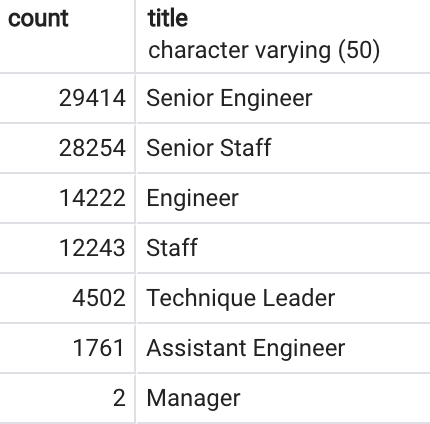 count title
character varying (50)
29414 Senior Engineer
28254 Senior Staff
14222 Engineer
12243 Staff
4502 Technique Leader
1761 Assistant Engineer
2 Manager